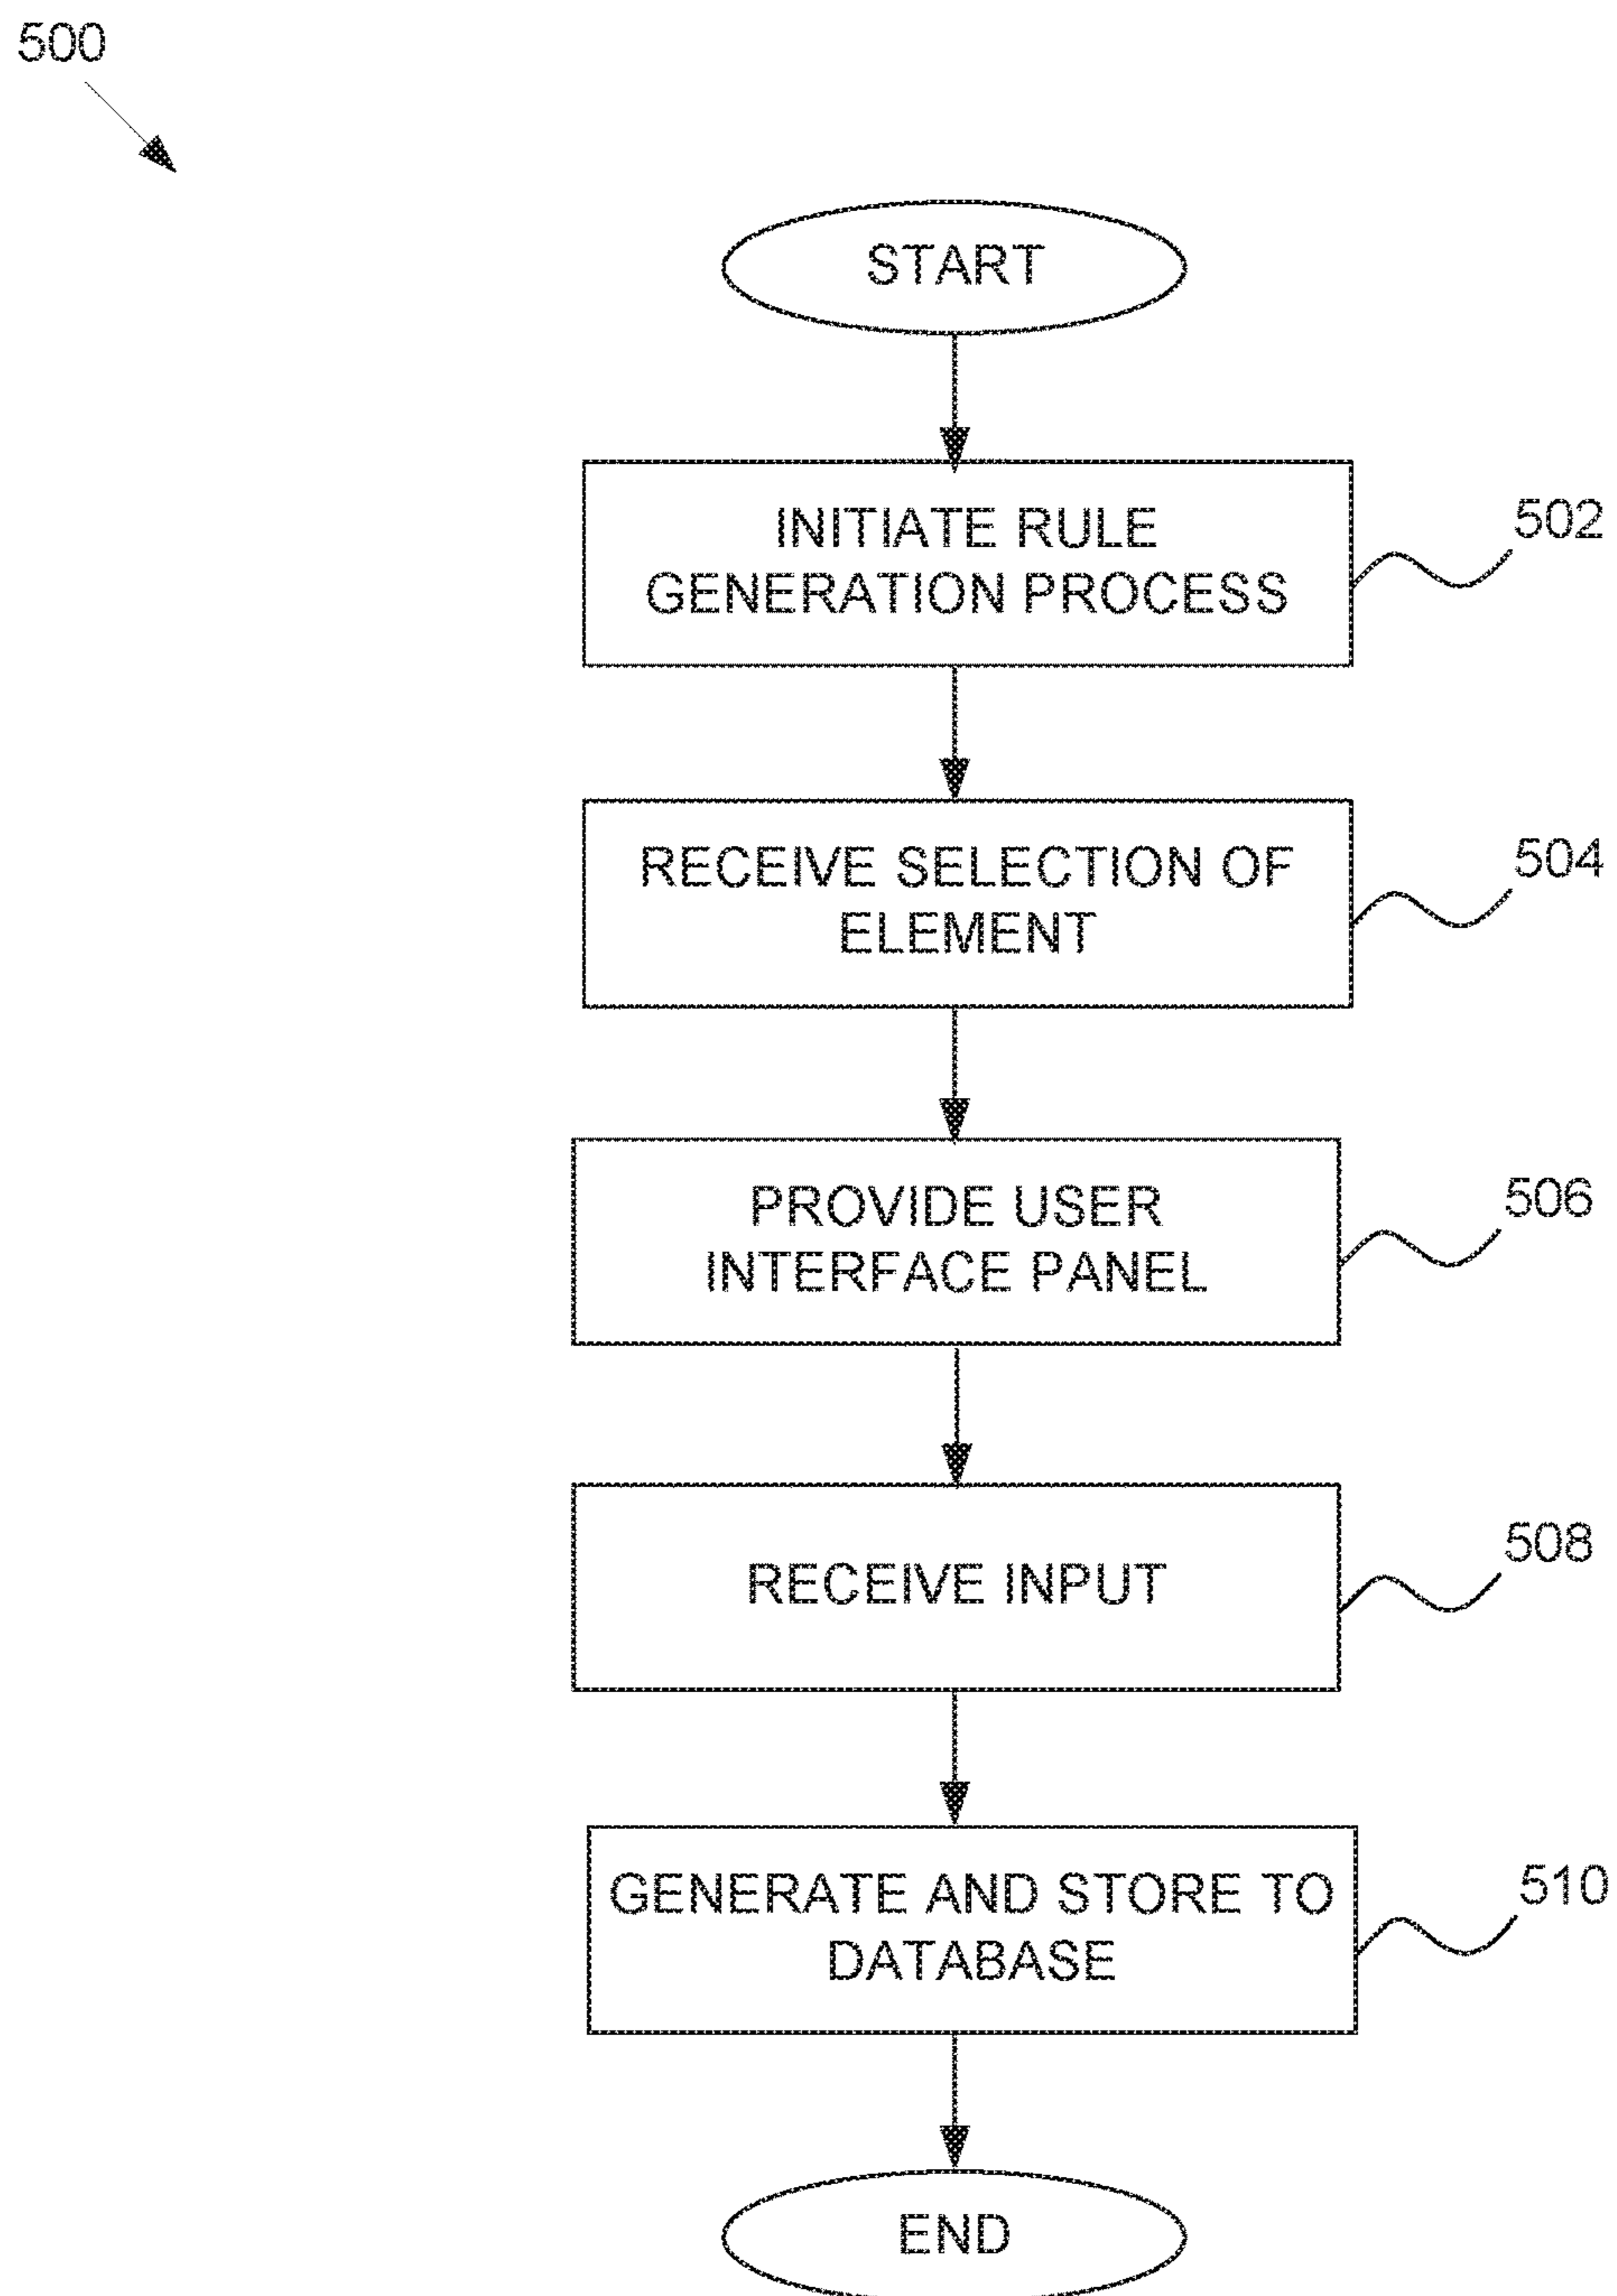 500
START
INITIATE RULE
GENERATION PROCESS
502
RECEIVE SELECTION OF
ELEMENT
504
PROVIDE USER
INTERFACE PANEL
506
RECEIVE INPUT
508
GENERATE AND STORE TO
DATABASE
510
END